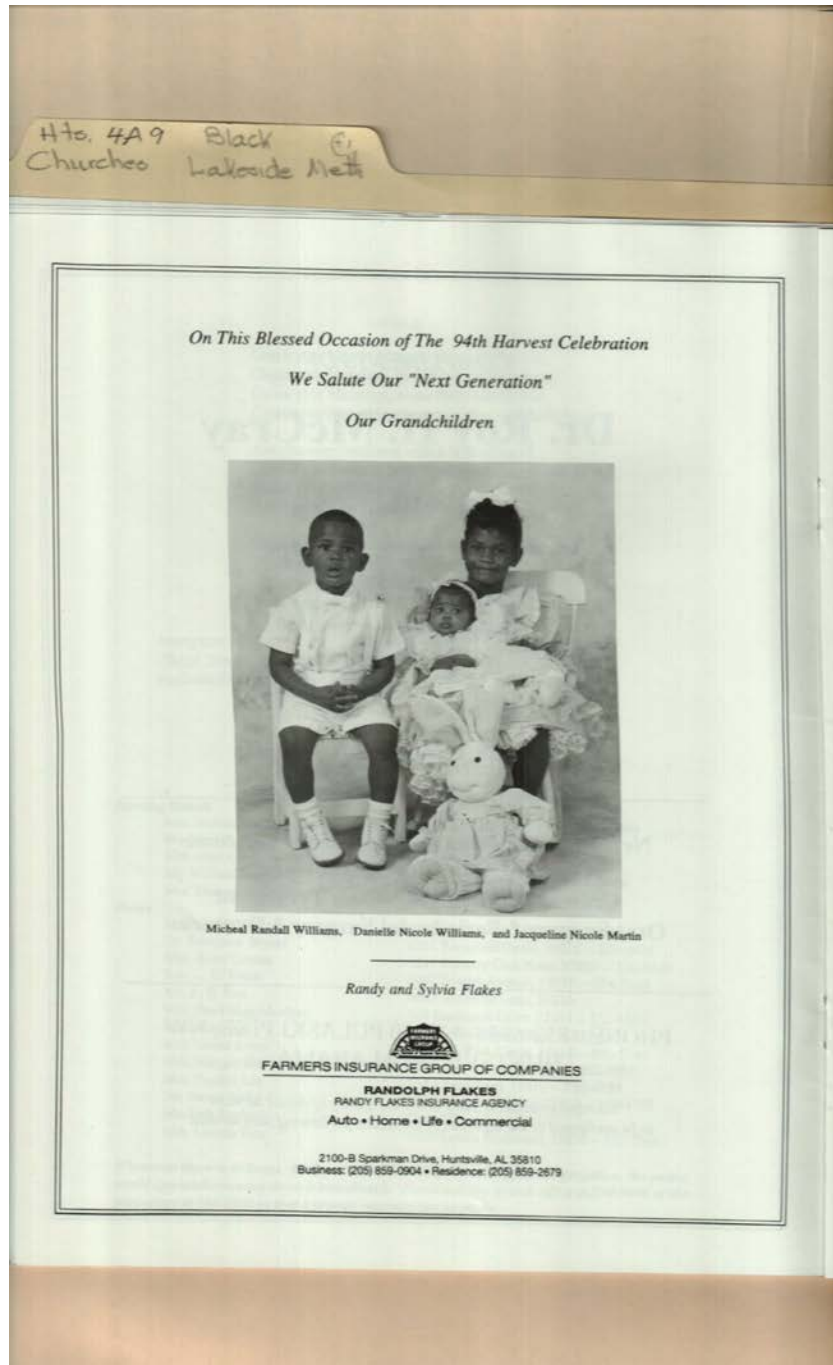 Hts. 4A9 Black
Churches Lakeside Meth
On This Blessed Occasion of The 94th Harvest Celebration
We Salute Our "Next Generation"
Our Grandchildren
Micheal Randall Williams, Danielle Nicole Williams, and Jacqueline Nicole Martin
Randy and Sylvia Flakes
FARMERS
INSURANCE
GROUP
FARMERS INSURANCE GROUP OF COMPANIES
RANDOLPH FLAKES
RANDY FLAKES INSURANCE AGENCY
Auto • Home • Life • Commercial
2100-B Sparkman Drive, Huntsville, AL 35810
Business: (205) 859-0904 • Residence: (205) 859-2679